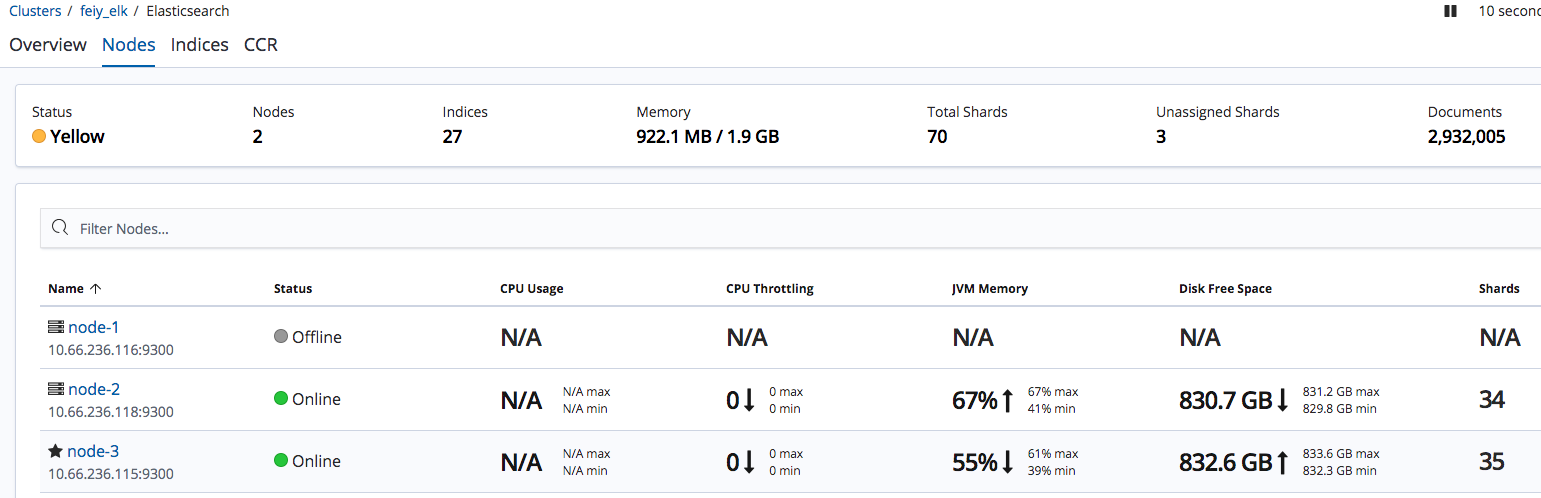 Clusters / feiy_elk / Elasticsearch
10 secon
Overview Nodes Indices CCR
Status Nodes Indices Memory Total Shards Unassigned Shards Documents
Yellow 2 27 922.1 MB / 1.9 GB 70 3 2,932,005
Filter Nodes...
Name Status CPU Usage CPU Throttling JVM Memory Disk Free Space Shards
node-1
10.66.236.116:9300
Offline N/A N/A N/A N/A N/A
node-2
10.66.236.118:9300
Online N/A N/A max
N/A min
0 0 max
0 min
67% 67% max
41% min
830.7 GB 831.2 GB max
829.8 GB min
34
node-3
10.66.236.115:9300
Online N/A N/A max
N/A min
0 0 max
0 min
55% 61% max
39% min
832.6 GB 833.6 GB max
832.3 GB min
35